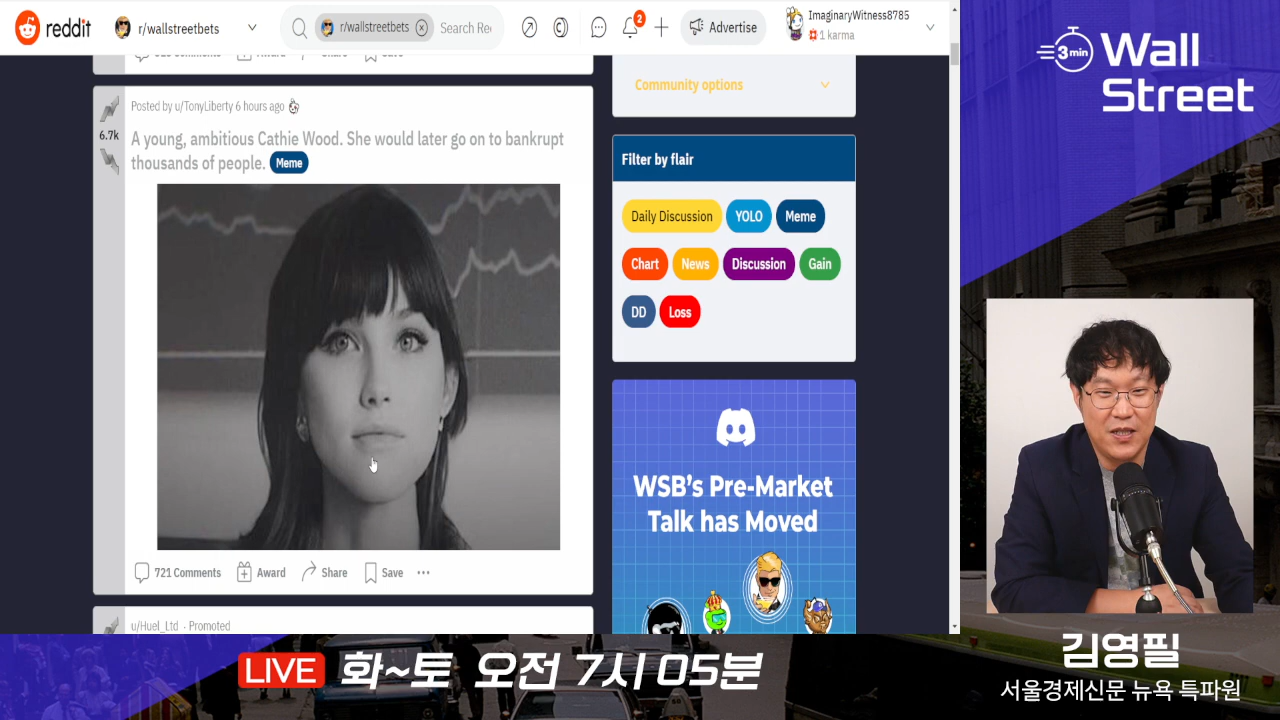 reddit
r/wallstreetbets
r/wallstreetbets
Search Re
2
Advertise
ImaginaryWitness8785
1 karma
Share
Save
Posted by u/TonyLiberty 6 hours ago
6.7k
A young, ambitious Cathie Wood. She would later go on to bankrupt
thousands of people. Meme
721 Comments
Award
Share
Save
u/Huel_Ltd · Promoted
Community options
Filter by flair
Daily Discussion
YOLO
Meme
Chart
News
Discussion
Gain
DD
Loss
WSB's Pre-Market
Talk has Moved
3min
Wall
Street
LIVE 화~토 오전 7시 05분
김영필
서울경제신문 뉴욕 특파원